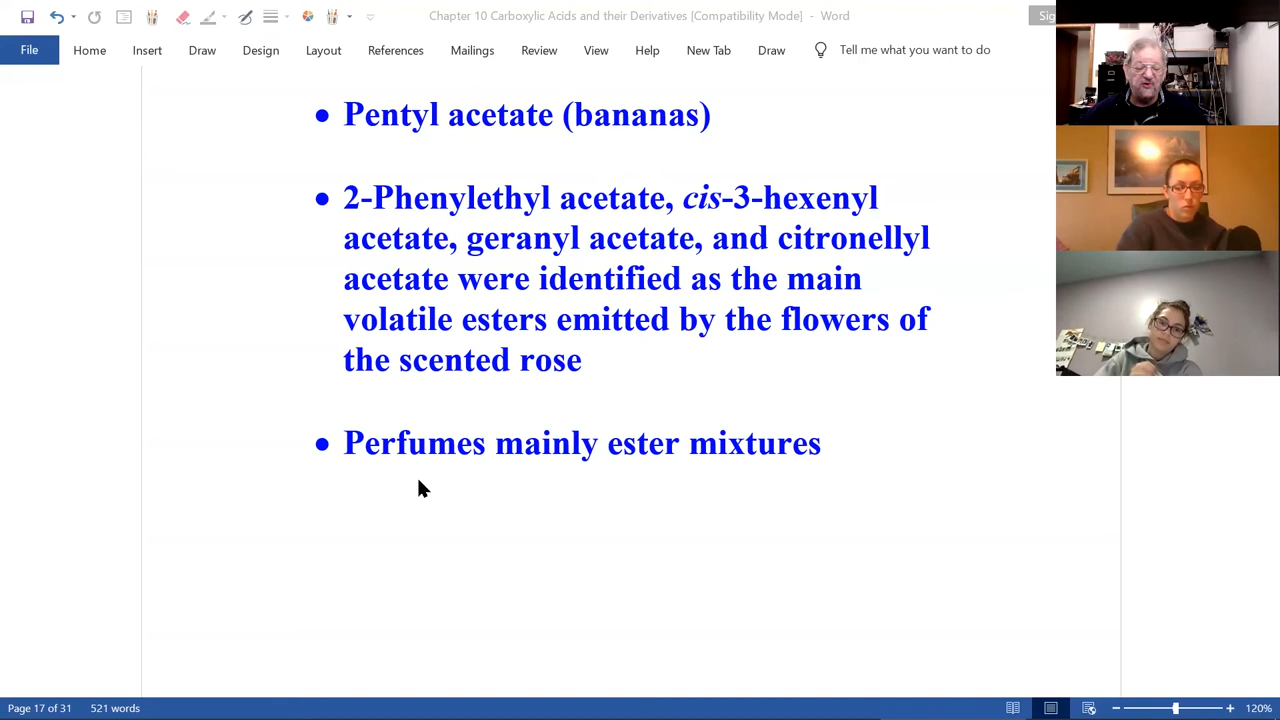 Chapter 10 Carboxylic Acids and their Derivatives [Compatibility Mode] - Word
File Home Insert Draw Design Layout References Mailings Review View Help New Tab Draw Tell me what you want to do
• Pentyl acetate (bananas)
• 2-Phenylethyl acetate, cis-3-hexenyl
acetate, geranyl acetate, and citronellyl
acetate were identified as the main
volatile esters emitted by the flowers of
the scented rose
• Perfumes mainly ester mixtures
Page 17 of 31 521 words 120%